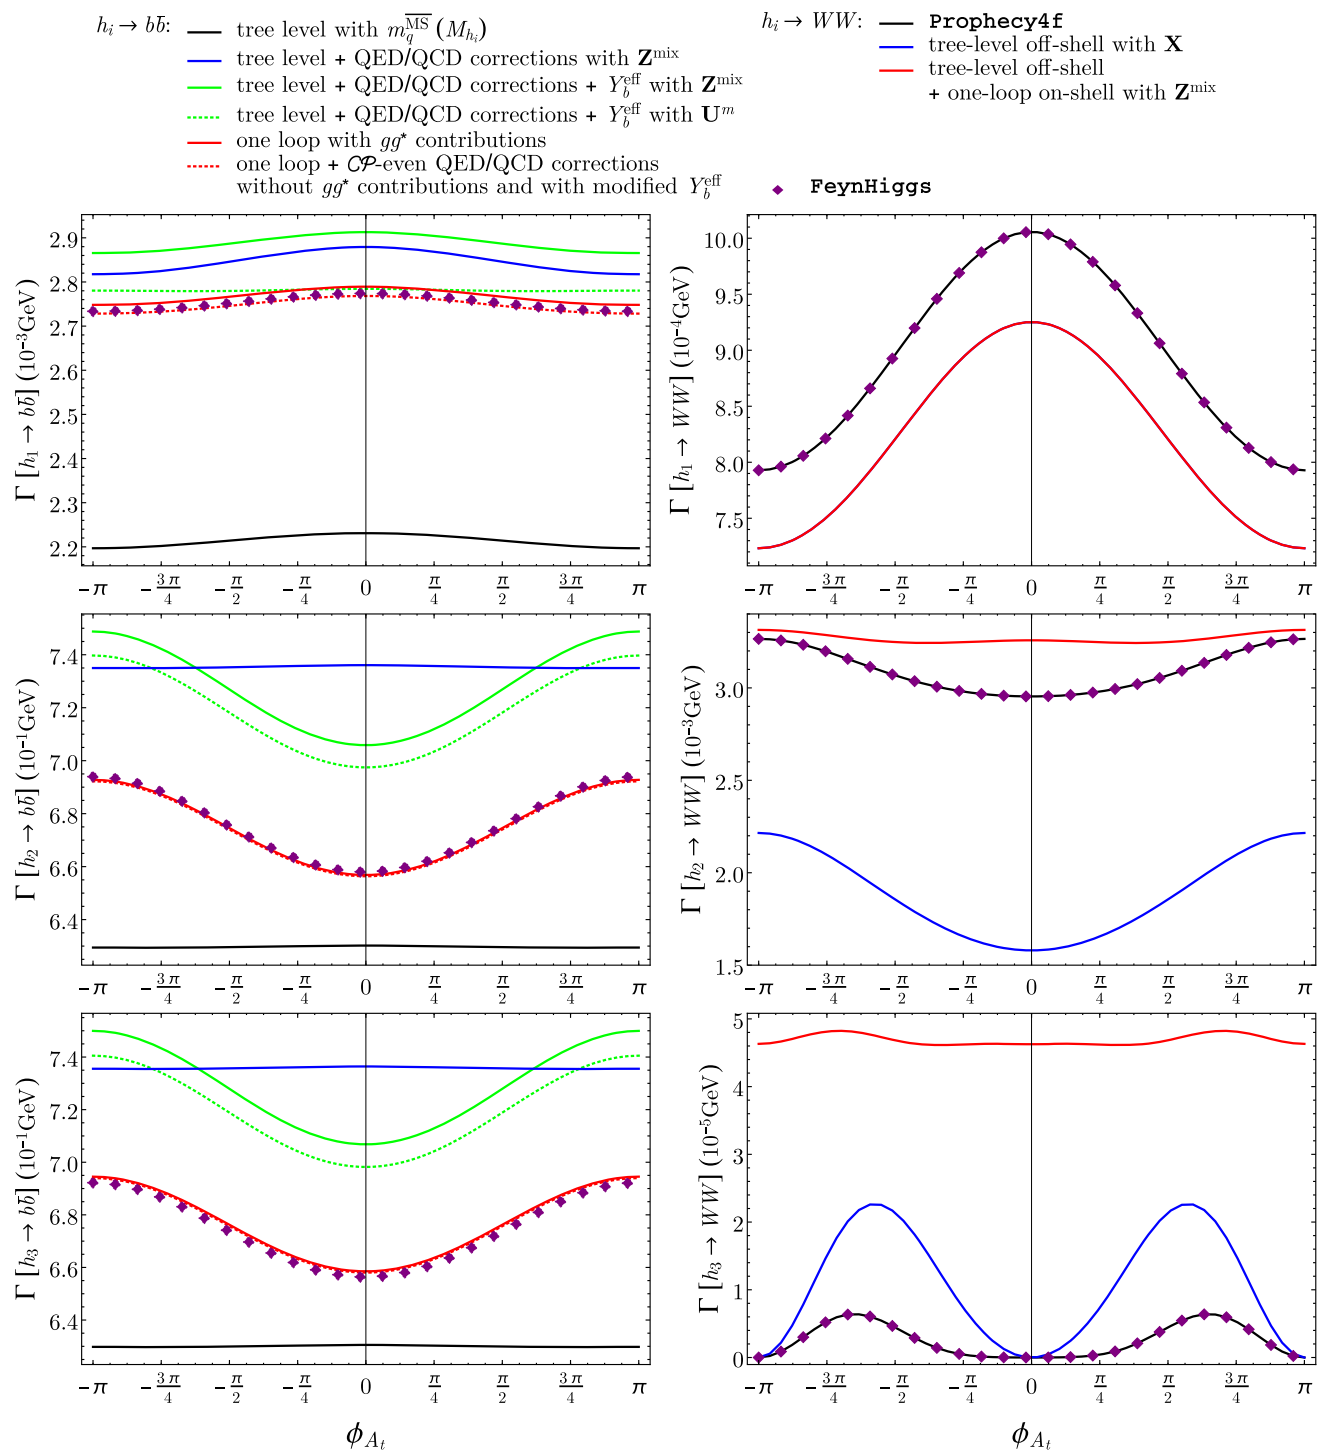 h_i → bb̄:
tree level with m_q^MS̅ (M_{h_i})
tree level + QED/QCD corrections with Z^mix
tree level + QED/QCD corrections + Y_b^eff with Z^mix
tree level + QED/QCD corrections + Y_b^eff with U^m
one loop with gg* contributions
one loop + 𝒞𝒫-even QED/QCD corrections
without gg* contributions and with modified Y_b^eff
h_i → WW:
Prophecy4f
tree-level off-shell with X
tree-level off-shell
+ one-loop on-shell with Z^mix
FeynHiggs
Γ [h_1 → bb̄] (10^-3 GeV)
2.9
2.8
2.7
2.6
2.5
2.4
2.3
2.2
-π -3π/4 -π/2 -π/4 0 π/4 π/2 3π/4 π
Γ [h_1 → WW] (10^-4 GeV)
10.0
9.5
9.0
8.5
8.0
7.5
-π -3π/4 -π/2 -π/4 0 π/4 π/2 3π/4 π
Γ [h_2 → bb̄] (10^-1 GeV)
7.4
7.2
7.0
6.8
6.6
6.4
-π -3π/4 -π/2 -π/4 0 π/4 π/2 3π/4 π
Γ [h_2 → WW] (10^-3 GeV)
3.0
2.5
2.0
1.5
-π -3π/4 -π/2 -π/4 0 π/4 π/2 3π/4 π
Γ [h_3 → bb̄] (10^-1 GeV)
7.4
7.2
7.0
6.8
6.6
6.4
-π -3π/4 -π/2 -π/4 0 π/4 π/2 3π/4 π
ϕ_{A_t}
Γ [h_3 → WW] (10^-5 GeV)
5
4
3
2
1
0
-π -3π/4 -π/2 -π/4 0 π/4 π/2 3π/4 π
ϕ_{A_t}